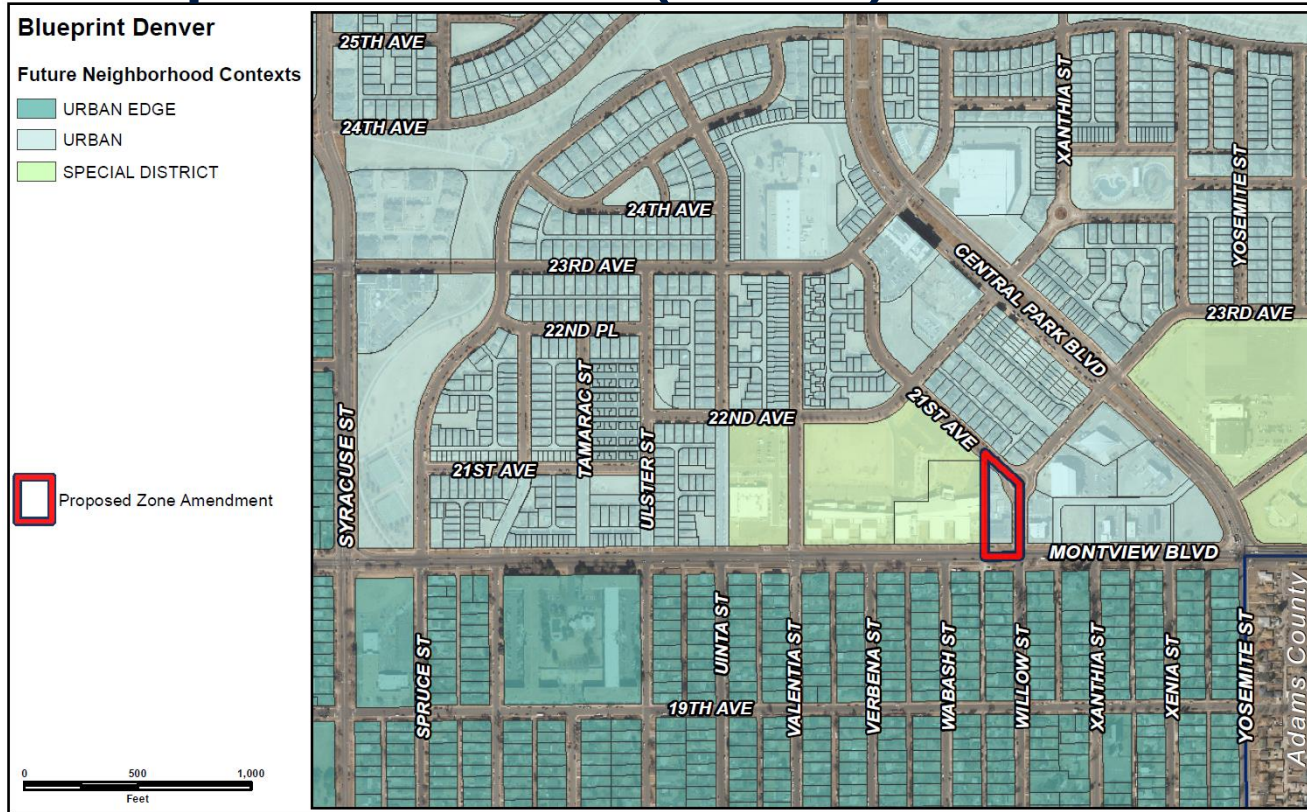 Blueprint Denver
Future Neighborhood Contexts
URBAN EDGE
URBAN
SPECIAL DISTRICT
Proposed Zone Amendment
0 500 1,000
Feet
25TH AVE
24TH AVE
XANTHIA ST
YOSEMITE ST
24TH AVE
23RD AVE
CENTRAL PARK BLVD
23RD AVE
22ND PL
TAMARAC ST
SYRACUSE ST
ULSTER ST
22ND AVE
21ST AVE
21ST AVE
MONTVIEW BLVD
SPRUCE ST
UINTA ST
VALENTIA ST
VERBENA ST
WABASH ST
WILLOW ST
XANTHIA ST
XENIA ST
YOSEMITE ST
Adams County
19TH AVE